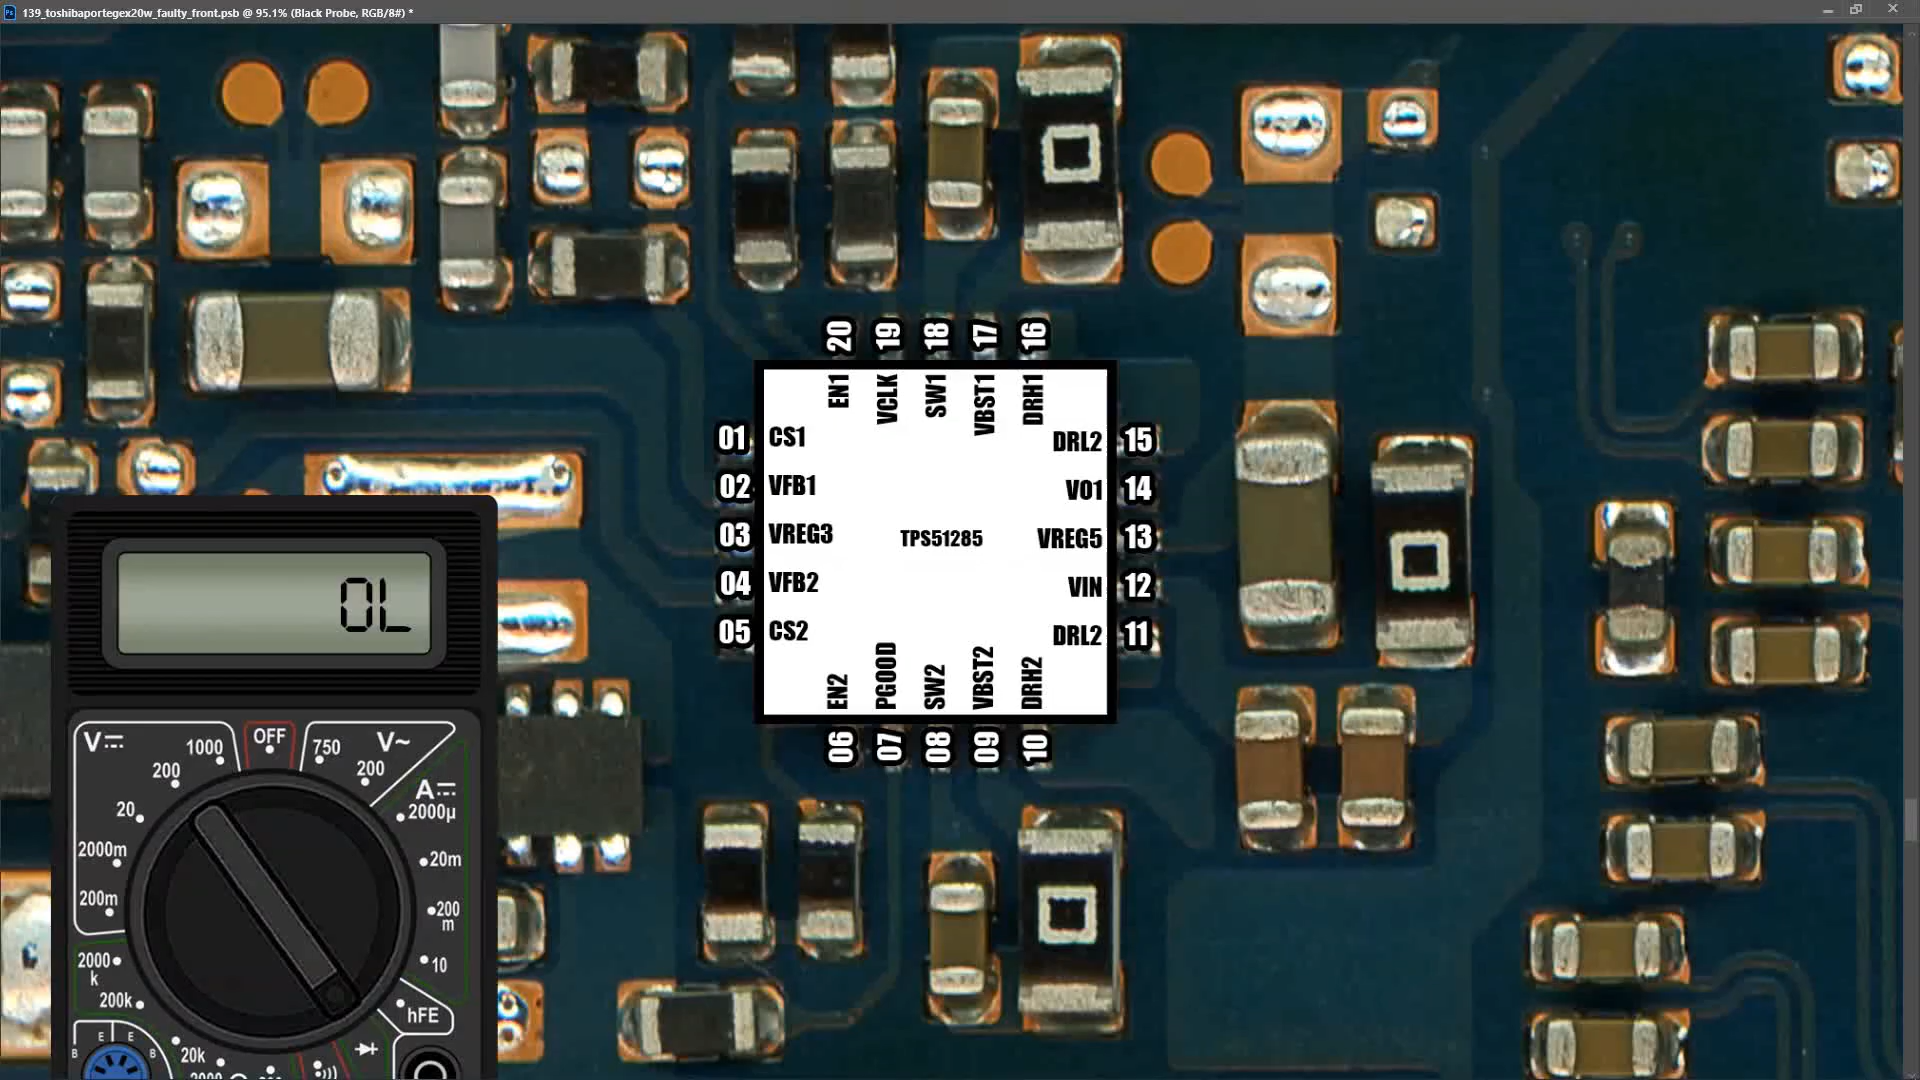 139_toshibaportegex20w_faulty_front.psb @ 95.1% (Black Probe, RGB/8#) *
20 19 18 17 16
EN1 VCLK SW1 VBST1 DRH1
01 CS1 DRL2 15
02 VFB1 VO1 14
03 VREG3 TPS51285 VREG5 13
04 VFB2 VIN 12
05 CS2 DRL2 11
EN2 PGOOD SW2 VBST2 DRH2
06 07 08 09 10
OL
V 1000 OFF 750 V~
200 200
A
20 2000µ
2000m 20m
200m 200
m
2000
k 10
200k hFE
E E
B B
20k